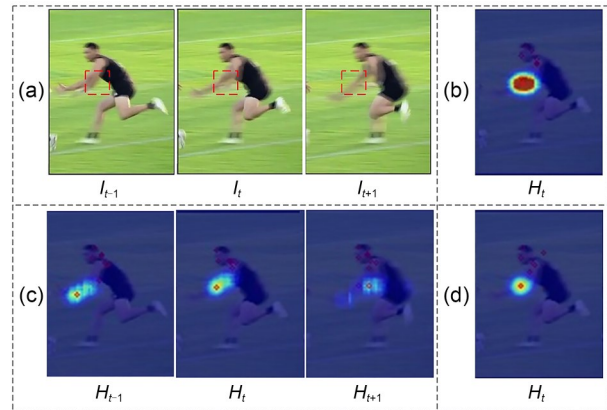 (a)
(b)
I_{t-1}
I_t
I_{t+1}
H_t
(c)
(d)
H_{t-1}
H_t
H_{t+1}
H_t